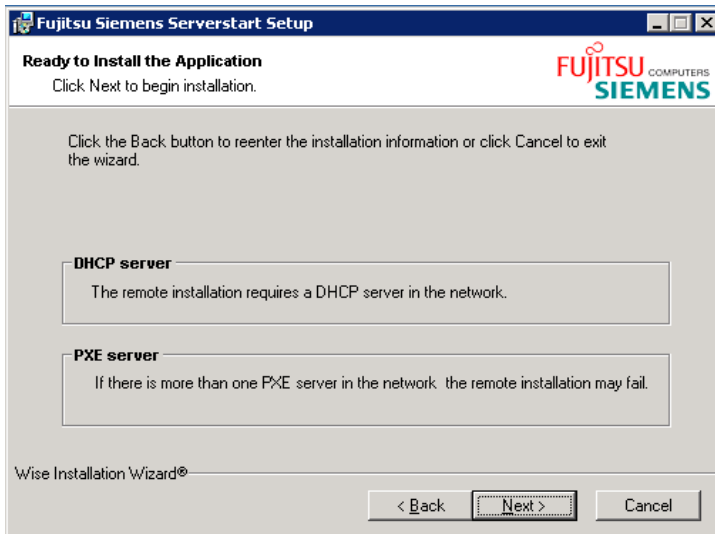 Fujitsu Siemens Serverstart Setup
Ready to Install the Application
Click Next to begin installation.
FUJITSU COMPUTERS
SIEMENS
Click the Back button to reenter the installation information or click Cancel to exit
the wizard.
DHCP server
The remote installation requires a DHCP server in the network.
PXE server
If there is more than one PXE server in the network the remote installation may fail.
Wise Installation Wizard®
< Back
Next >
Cancel